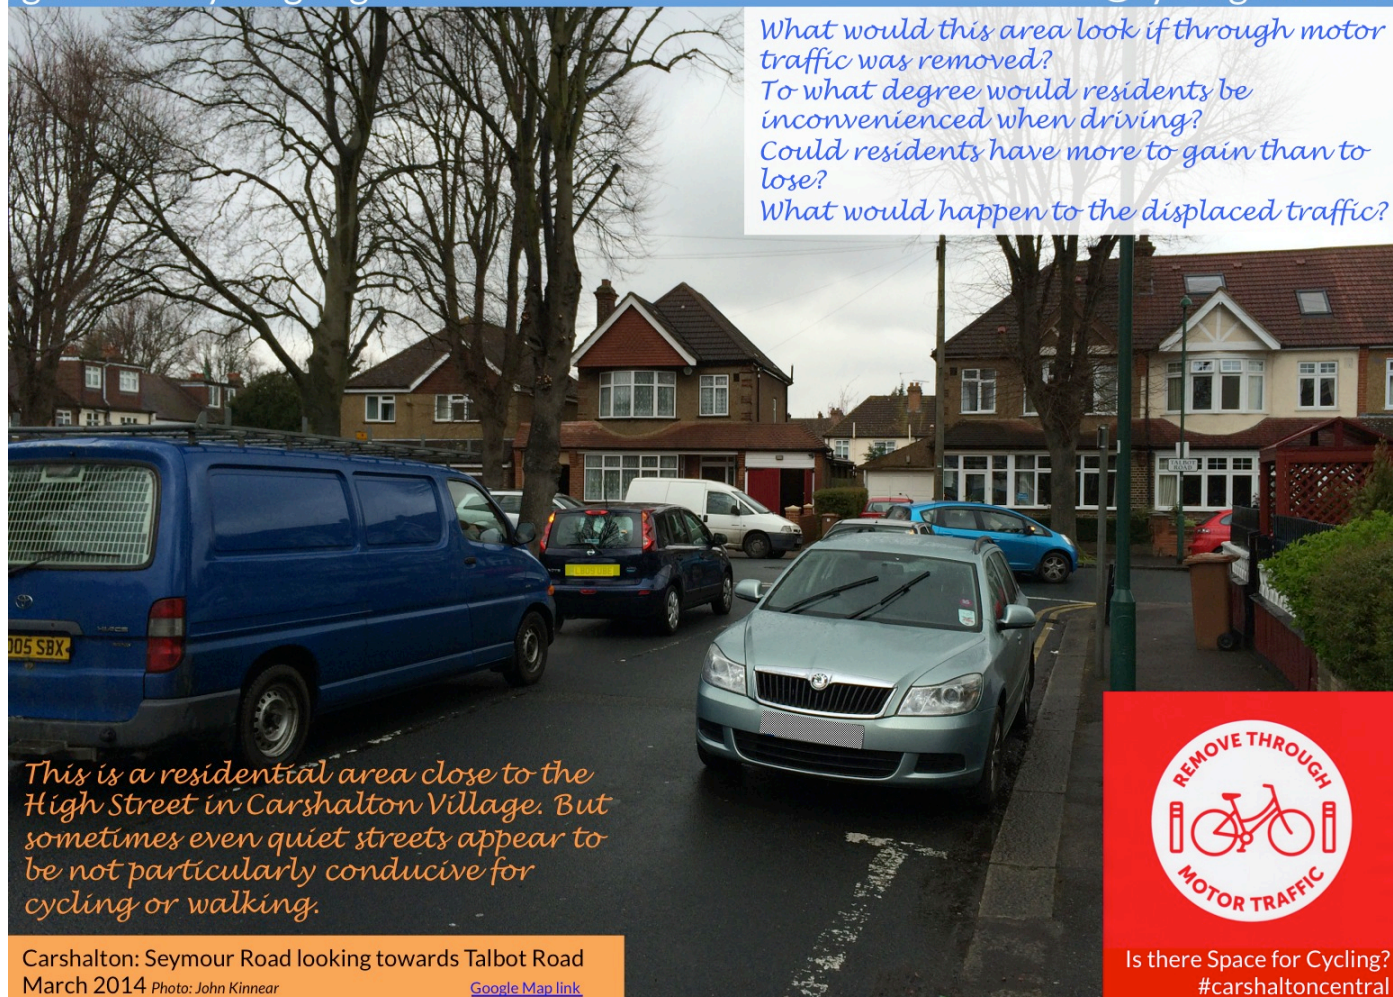 What would this area look if through motor
traffic was removed?
To what degree would residents be
inconvenienced when driving?
Could residents have more to gain than to
lose?
What would happen to the displaced traffic?
TALBOT
ROAD
005 SBX
This is a residential area close to the
High Street in Carshalton Village. But
sometimes even quiet streets appear to
be not particularly conducive for
cycling or walking.
REMOVE THROUGH
MOTOR TRAFFIC
Carshalton: Seymour Road looking towards Talbot Road
March 2014 Photo: John Kinnear
Google Map link
Is there Space for Cycling?
#carshaltoncentral